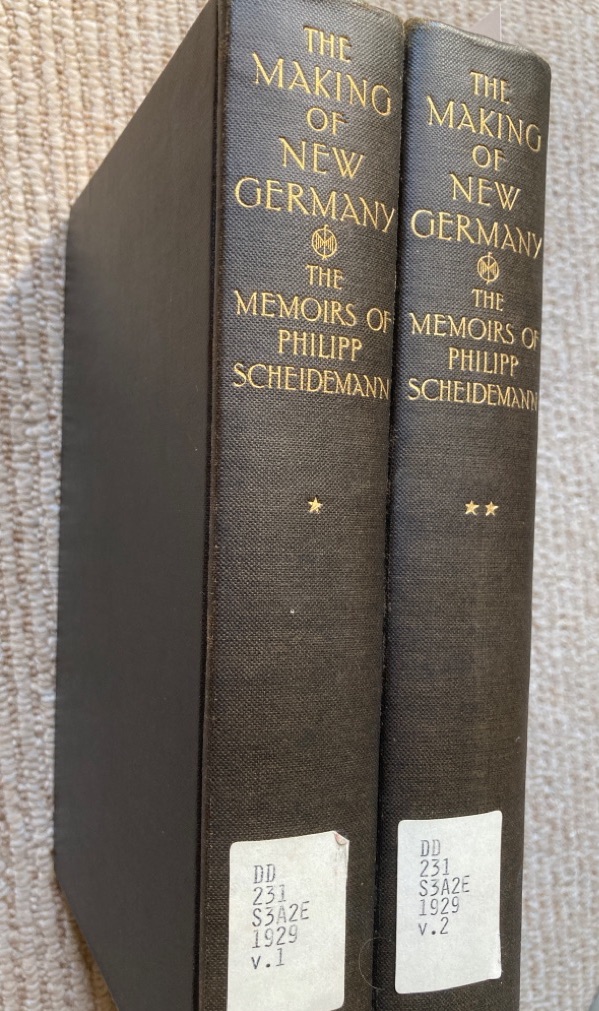 THE
MAKING
OF
NEW
GERMANY
THE
MEMOIRS OF
PHILIPP
SCHEIDEMANN
DD
231
S3A2E
1929
v.1
THE
MAKING
OF
NEW
GERMANY
THE
MEMOIRS OF
PHILIPP
SCHEIDEMANN
DD
231
S3A2E
1929
v.2